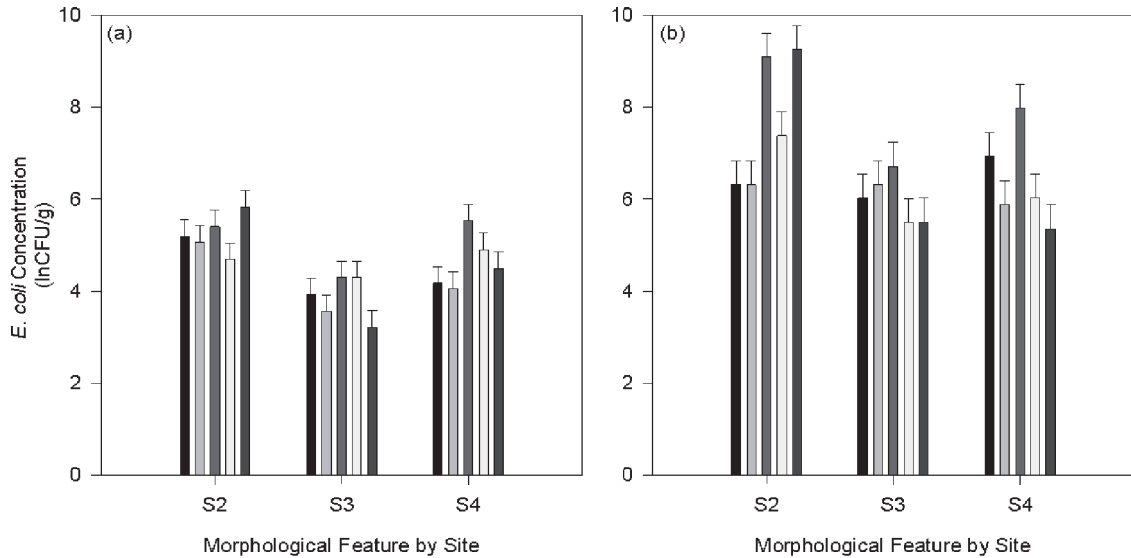 (a)
10
8
6
4
2
0
E. coli Concentration
(lnCFU/g)
S2 S3 S4
Morphological Feature by Site
(b)
10
8
6
4
2
0
S2 S3 S4
Morphological Feature by Site